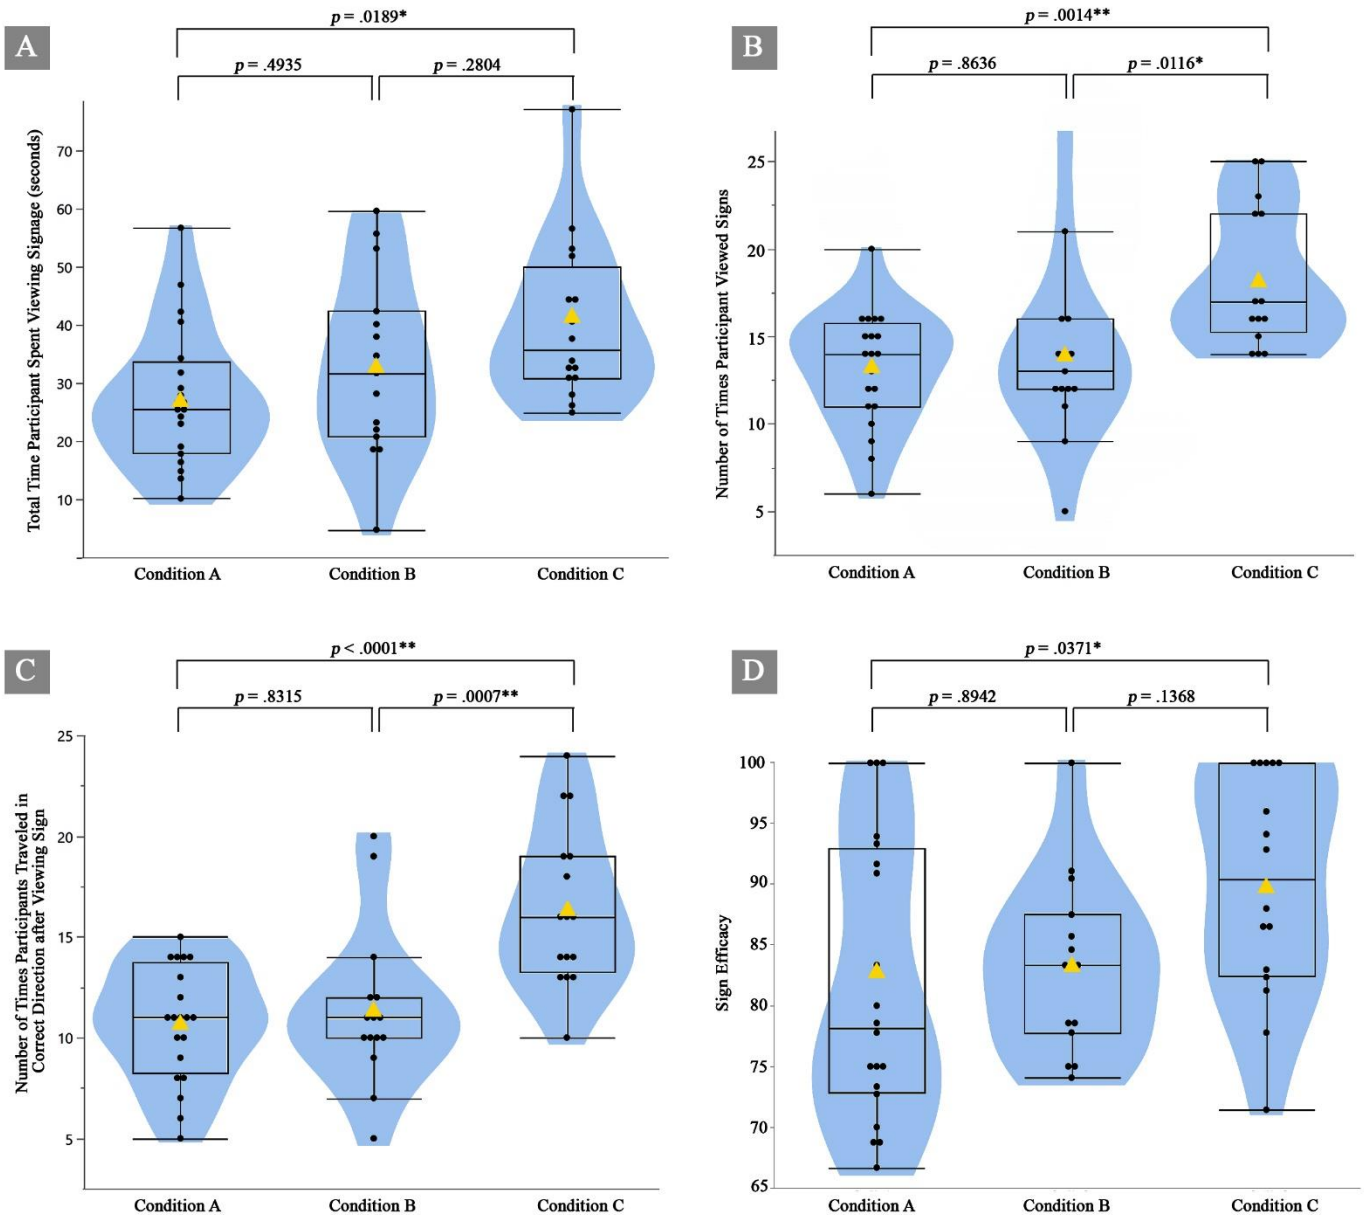 A
p = .0189*
p = .4935
p = .2804
Total Time Participant Spent Viewing Signage (seconds)
70
60
50
40
30
20
10
Condition A
Condition B
Condition C
B
p = .0014**
p = .8636
p = .0116*
Number of Times Participant Viewed Signs
25
20
15
10
5
Condition A
Condition B
Condition C
C
p < .0001**
p = .8315
p = .0007**
Number of Times Participants Traveled in
Correct Direction after Viewing Sign
25
20
15
10
5
Condition A
Condition B
Condition C
D
p = .0371*
p = .8942
p = .1368
Sign Efficacy
100
95
90
85
80
75
70
65
Condition A
Condition B
Condition C